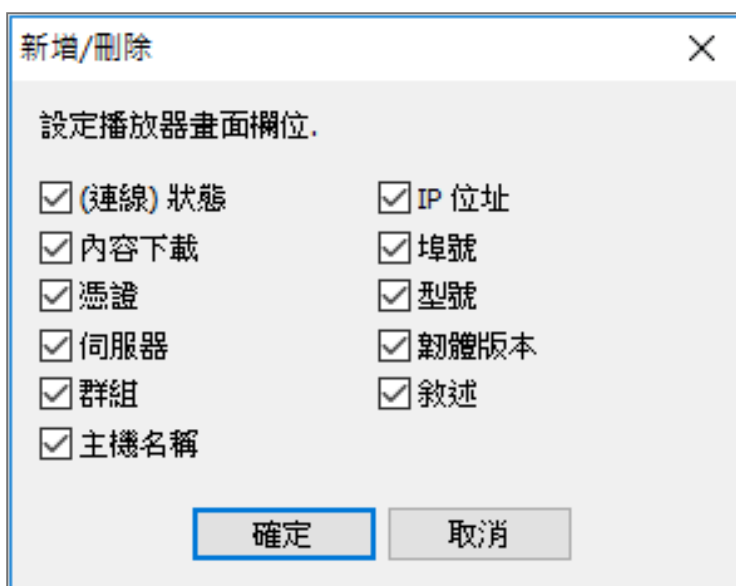 新增/刪除
設定播放器畫面欄位.
(連線) 狀態
內容下載
憑證
伺服器
群組
主機名稱
IP 位址
埠號
型號
韌體版本
敘述
確定
取消